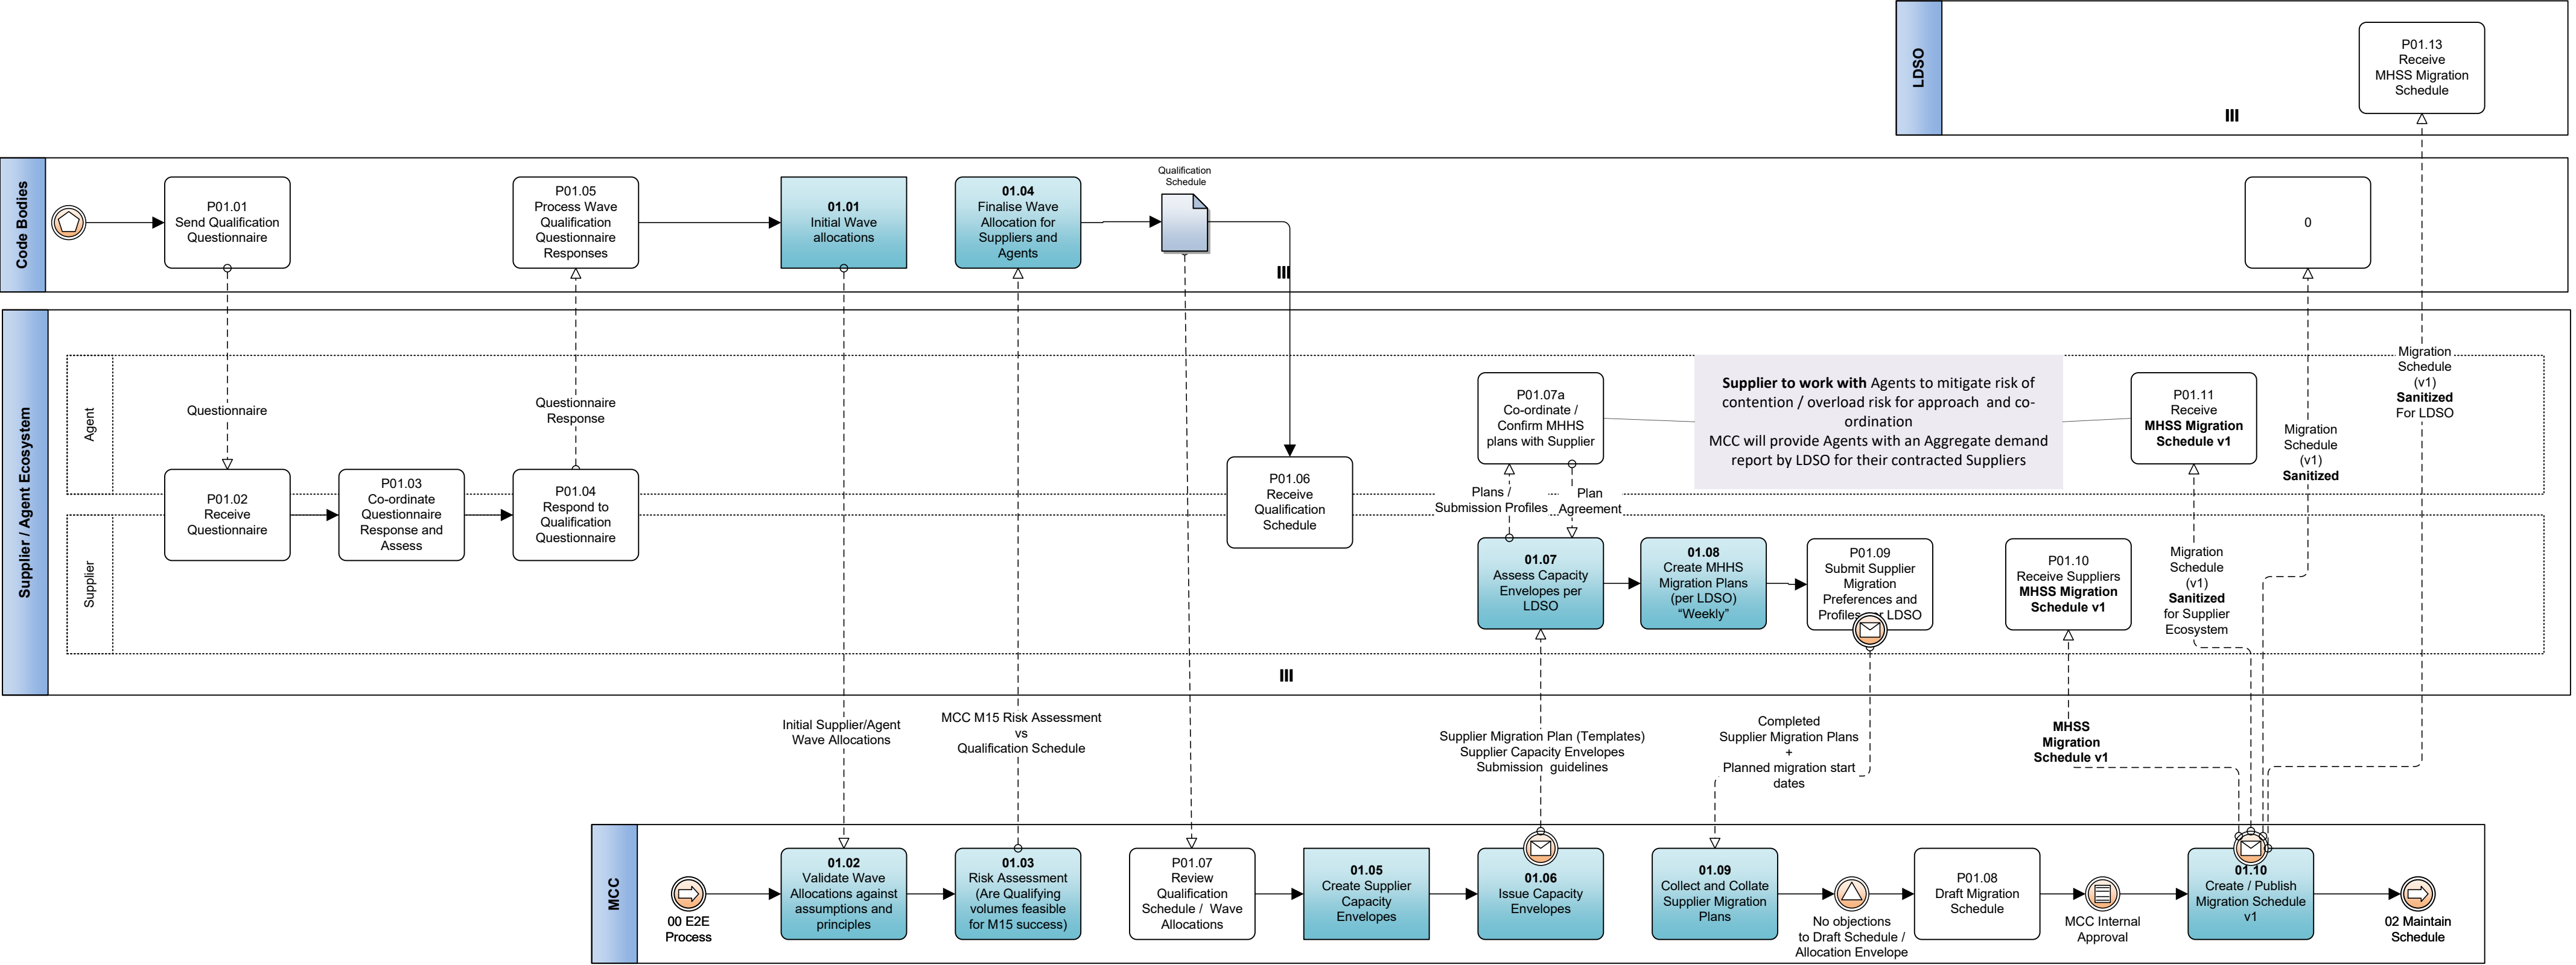 LDSO
P01.13
Receive
MHSS Migration
Schedule
Code Bodies
P01.01
Send Qualification
Questionnaire
P01.05
Process Wave
Qualification
Questionnaire
Responses
01.01
Initial Wave
allocations
01.04
Finalise Wave
Allocation for
Suppliers and
Agents
Qualification
Schedule
0
Supplier / Agent Ecosystem
Agent
Questionnaire
Questionnaire
Response
P01.07a
Co-ordinate /
Confirm MHHS
plans with Supplier
Supplier to work with Agents to mitigate risk of
contention / overload risk for approach and co-
ordination
MCC will provide Agents with an Aggregate demand
report by LDSO for their contracted Suppliers
P01.11
Receive
MHSS Migration
Schedule v1
Migration
Schedule
(v1)
Sanitized
Migration
Schedule
(v1)
Sanitized
For LDSO
P01.02
Receive
Questionnaire
P01.03
Co-ordinate
Questionnaire
Response and
Assess
P01.04
Respond to
Qualification
Questionnaire
P01.06
Receive
Qualification
Schedule
Plans /
Submission Profiles
Plan
Agreement
Supplier
01.07
Assess Capacity
Envelopes per
LDSO
01.08
Create MHHS
Migration Plans
(per LDSO)
“Weekly”
P01.09
Submit Supplier
Migration
Preferences and
Profiles LDSO
P01.10
Receive Suppliers
MHSS Migration
Schedule v1
Migration
Schedule
(v1)
Sanitized
for Supplier
Ecosystem
Initial Supplier/Agent
Wave Allocations
MCC M15 Risk Assessment
vs
Qualification Schedule
Supplier Migration Plan (Templates)
Supplier Capacity Envelopes
Submission guidelines
Completed
Supplier Migration Plans
+
Planned migration start
dates
MHSS
Migration
Schedule v1
MCC
00 E2E
Process
01.02
Validate Wave
Allocations against
assumptions and
principles
01.03
Risk Assessment
(Are Qualifying
volumes feasible
for M15 success)
P01.07
Review
Qualification
Schedule / Wave
Allocations
01.05
Create Supplier
Capacity
Envelopes
01.06
Issue Capacity
Envelopes
01.09
Collect and Collate
Supplier Migration
Plans
No objections
to Draft Schedule /
Allocation Envelope
P01.08
Draft Migration
Schedule
MCC Internal
Approval
01.10
Create / Publish
Migration Schedule
v1
02 Maintain
Schedule